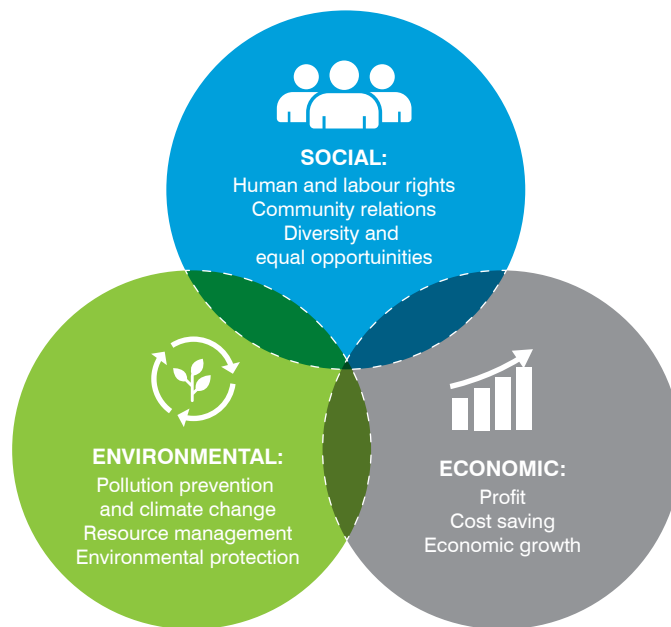 SOCIAL:
Human and labour rights
Community relations
Diversity and
equal opportuinities
ENVIRONMENTAL:
Pollution prevention
and climate change
Resource management
Environmental protection
ECONOMIC:
Profit
Cost saving
Economic growth